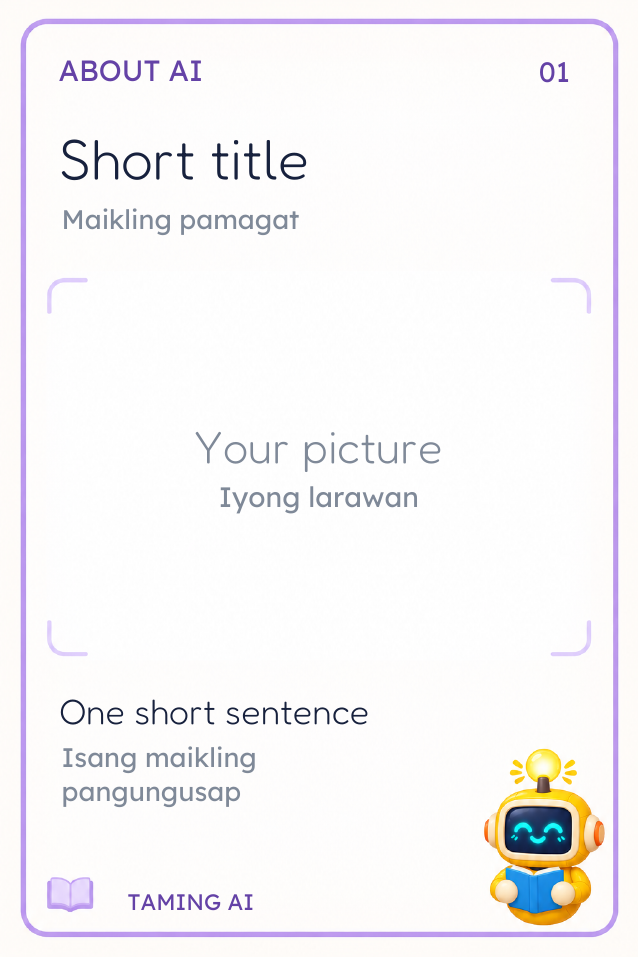 ABOUT AI
01
Short title
Maikling pamagat
Your picture
Iyong larawan
One short sentence
Isang maikling
pangungusap
TAMING AI